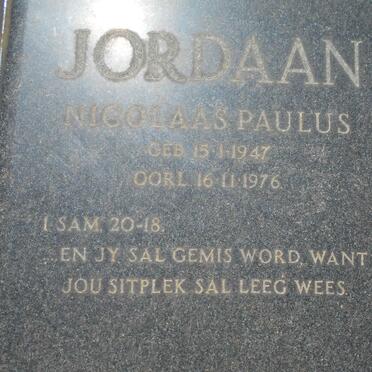 JORDAAN
NICOLAAS PAULUS
GEB. 15-1-1947
OORL. 16-11-1976
1 SAM. 20-18.
...EN JY SAL GEMIS WORD, WANT
JOU SITPLEK SAL LEEG WEES.